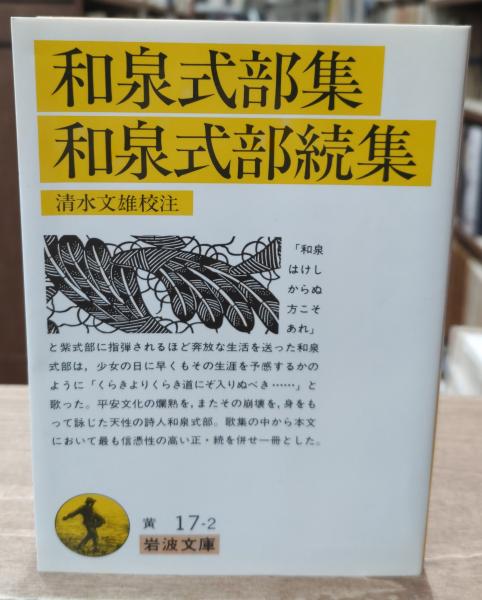 和泉式部集
和泉式部続集
清水文雄校注
「和泉
はけし
からぬ
方こそ
あれ」
と紫式部に指弾されるほど奔放な生活を送った和泉
式部は，少女の日に早くもその生涯を予感するかの
ように「くらきよりくらき道にぞ入りぬべき……」と
歌った。平安文化の爛熟を，またその崩壊を，身をも
って詠じた天性の詩人和泉式部。歌集の中から本文
において最も信憑性の高い正・続を併せ一冊とした。
黄 17-2
岩波文庫